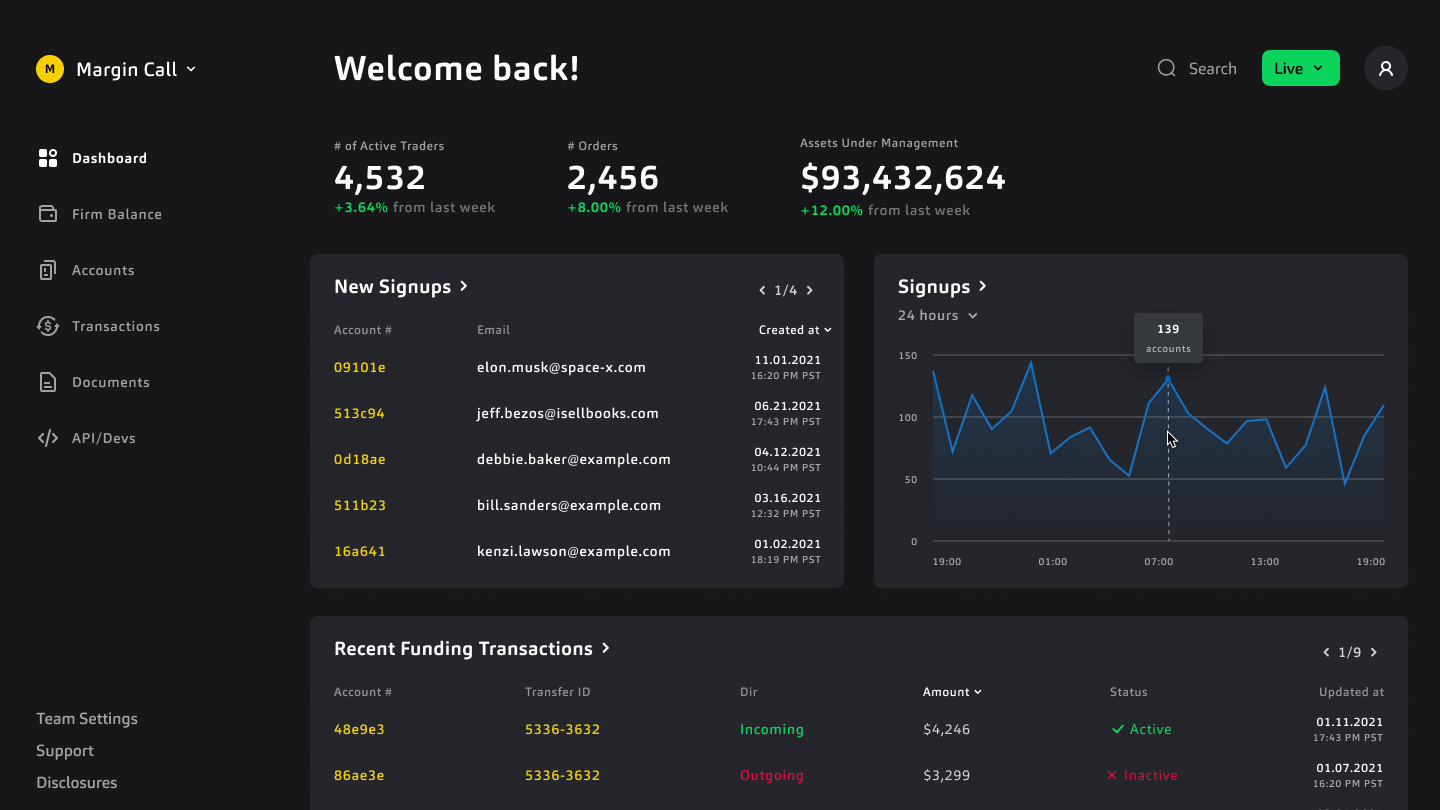 M Margin Call
Welcome back!
Search
Live
Dashboard
Firm Balance
Accounts
Transactions
Documents
API/Devs
Team Settings
Support
Disclosures
# of Active Traders
4,532
+3.64% from last week
# Orders
2,456
+8.00% from last week
Assets Under Management
$93,432,624
+12.00% from last week
New Signups
1/4
Account # Email Created at
09101e elon.musk@space-x.com 11.01.2021
16:20 PM PST
513c94 jeff.bezos@isellbooks.com 06.21.2021
17:43 PM PST
0d18ae debbie.baker@example.com 04.12.2021
10:44 PM PST
511b23 bill.sanders@example.com 03.16.2021
12:32 PM PST
16a641 kenzi.lawson@example.com 01.02.2021
18:19 PM PST
Signups
24 hours
139
accounts
150
100
50
0
19:00 01:00 07:00 13:00 19:00
Recent Funding Transactions
1/9
Account # Transfer ID Dir Amount Status Updated at
48e9e3 5336-3632 Incoming $4,246 Active 01.11.2021
17:43 PM PST
86ae3e 5336-3632 Outgoing $3,299 Inactive 01.07.2021
16:20 PM PST